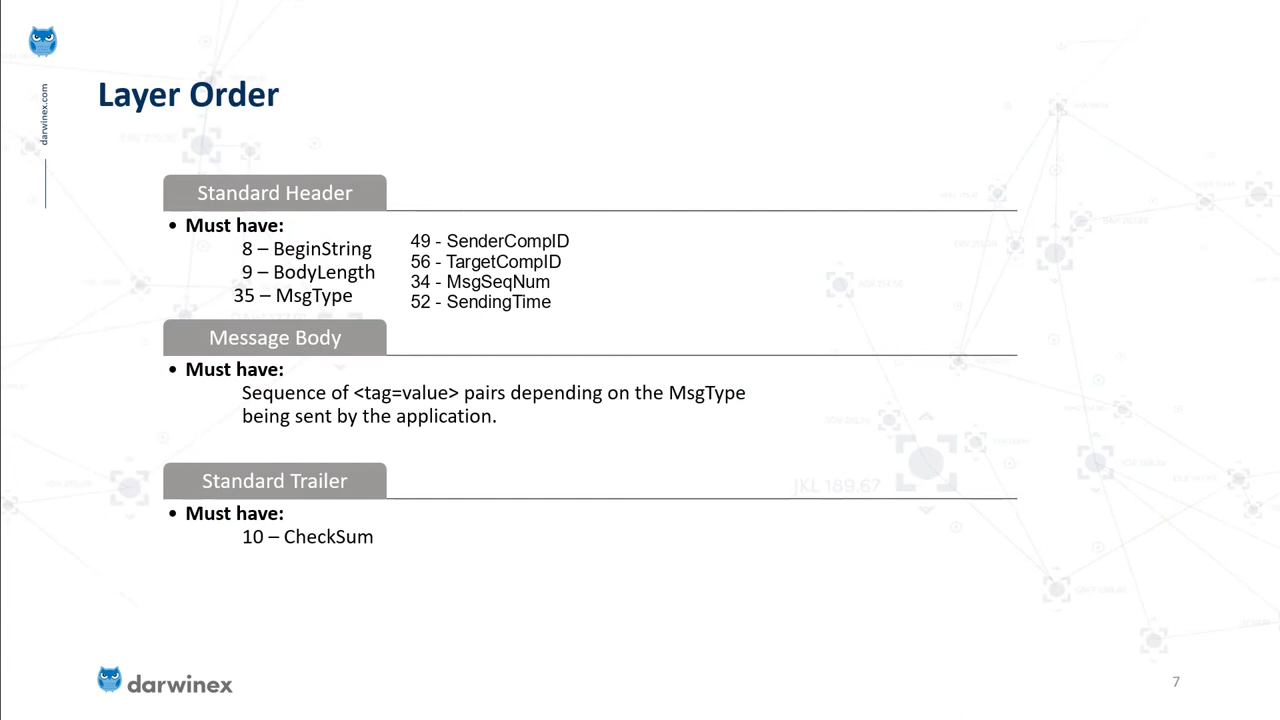 darwinex.com
Layer Order
Standard Header
• Must have:
8 – BeginString
9 – BodyLength
35 – MsgType
49 - SenderCompID
56 - TargetCompID
34 - MsgSeqNum
52 - SendingTime
Message Body
• Must have:
Sequence of <tag=value> pairs depending on the MsgType
being sent by the application.
JKL 189.67
Standard Trailer
• Must have:
10 – CheckSum
darwinex
7